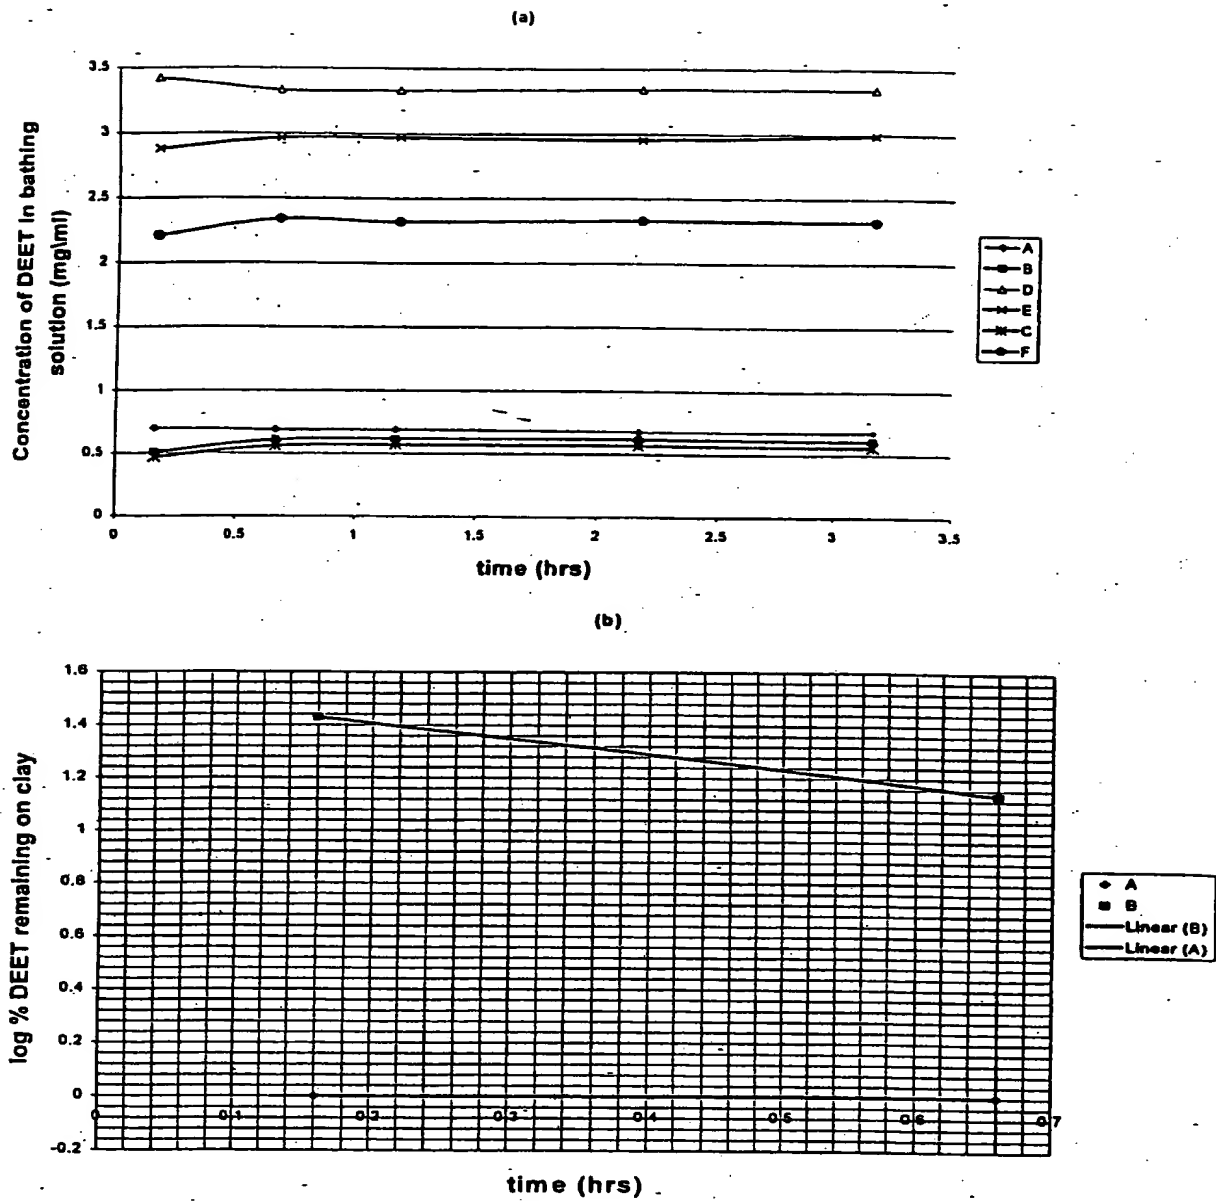 (a)
Concentration of DEET in bathing
solution (mg\ml)
3.5
3
2.5
2
1.5
1
0.5
0
0
0.5
1
1.5
2
2.5
3
3.5
time (hrs)
A
B
D
E
C
F
(b)
log % DEET remaining on clay
1.6
1.4
1.2
1
0.8
0.6
0.4
0.2
0
-0.2
0
0.1
0.2
0.3
0.4
0.5
0.6
0.7
time (hrs)
A
B
Linear (B)
Linear (A)